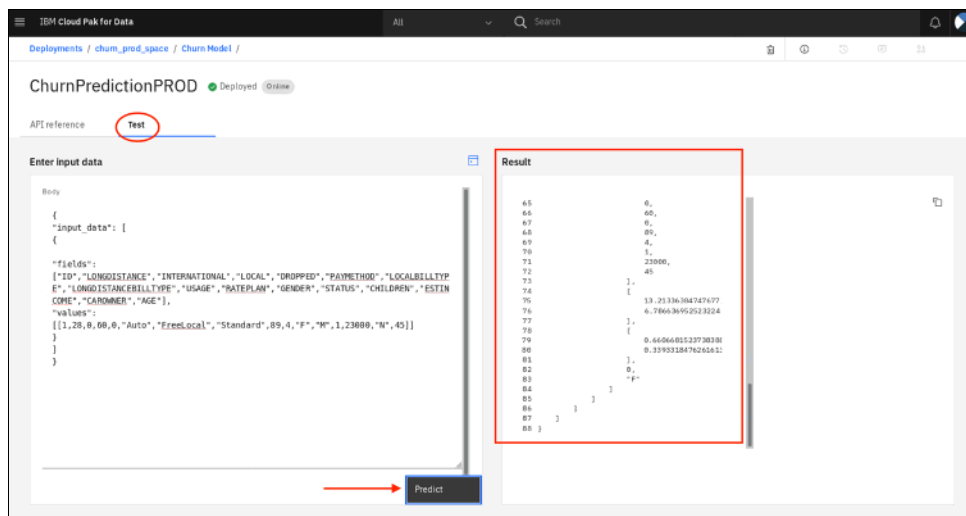 IBM Cloud Pak for Data
All
Search
Deployments / churn_prod_space / Churn Model /
ChurnPredictionPROD
Deployed
Online
API reference
Test
Enter input data
Body
{
"input_data": [
{
"fields":
["ID","LONGDISTANCE","INTERNATIONAL","LOCAL","DROPPED","PAYMETHOD","LOCALBILLTYP
E","LONGDISTANCEBILLTYPE","USAGE","RATEPLAN","GENDER","STATUS","CHILDREN","ESTIN
COME","CAROWNER","AGE"],
"values":
[[1,28,0,60,0,"Auto","FreeLocal","Standard",89,4,"F","M",1,23000,"N",45]]
}
]
}
Predict
Result
65 0,
66 60,
67 0,
68 89,
69 4,
70 1,
71 23000,
72 45
73 ],
74 [
75 13.21336304747677
76 6.786636952523224
77 ],
78 [
79
80
81 ],
82 0,
83 "F"
84 ]
85 ]
86 ]
87 ]
88 }